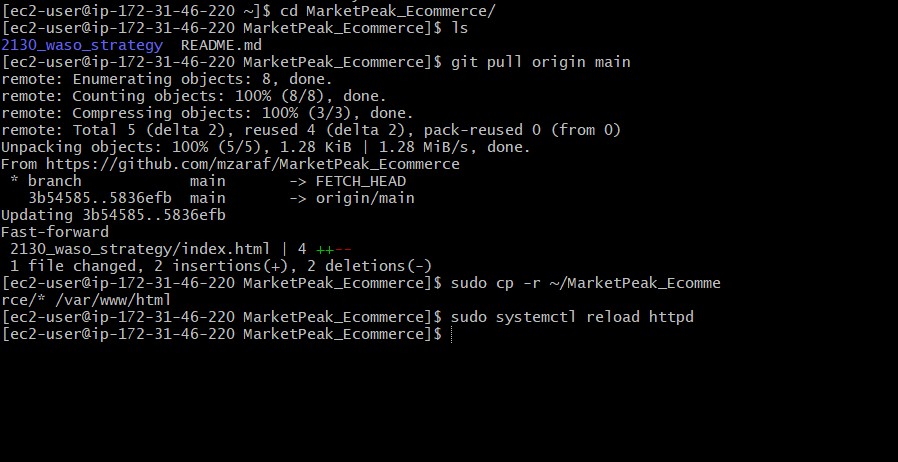 [ec2-user@ip-172-31-46-220 ~]$ cd MarketPeak_Ecommerce/
[ec2-user@ip-172-31-46-220 MarketPeak_Ecommerce]$ ls
2130_waso_strategy  README.md
[ec2-user@ip-172-31-46-220 MarketPeak_Ecommerce]$ git pull origin main
remote: Enumerating objects: 8, done.
remote: Counting objects: 100% (8/8), done.
remote: Compressing objects: 100% (3/3), done.
remote: Total 5 (delta 2), reused 4 (delta 2), pack-reused 0 (from 0)
Unpacking objects: 100% (5/5), 1.28 KiB | 1.28 MiB/s, done.
From https://github.com/mzaraf/MarketPeak_Ecommerce
 * branch            main       -> FETCH_HEAD
   3b54585..5836efb  main       -> origin/main
Updating 3b54585..5836efb
Fast-forward
 2130_waso_strategy/index.html | 4 ++--
 1 file changed, 2 insertions(+), 2 deletions(-)
[ec2-user@ip-172-31-46-220 MarketPeak_Ecommerce]$ sudo cp -r ~/MarketPeak_Ecomme
rce/* /var/www/html
[ec2-user@ip-172-31-46-220 MarketPeak_Ecommerce]$ sudo systemctl reload httpd
[ec2-user@ip-172-31-46-220 MarketPeak_Ecommerce]$